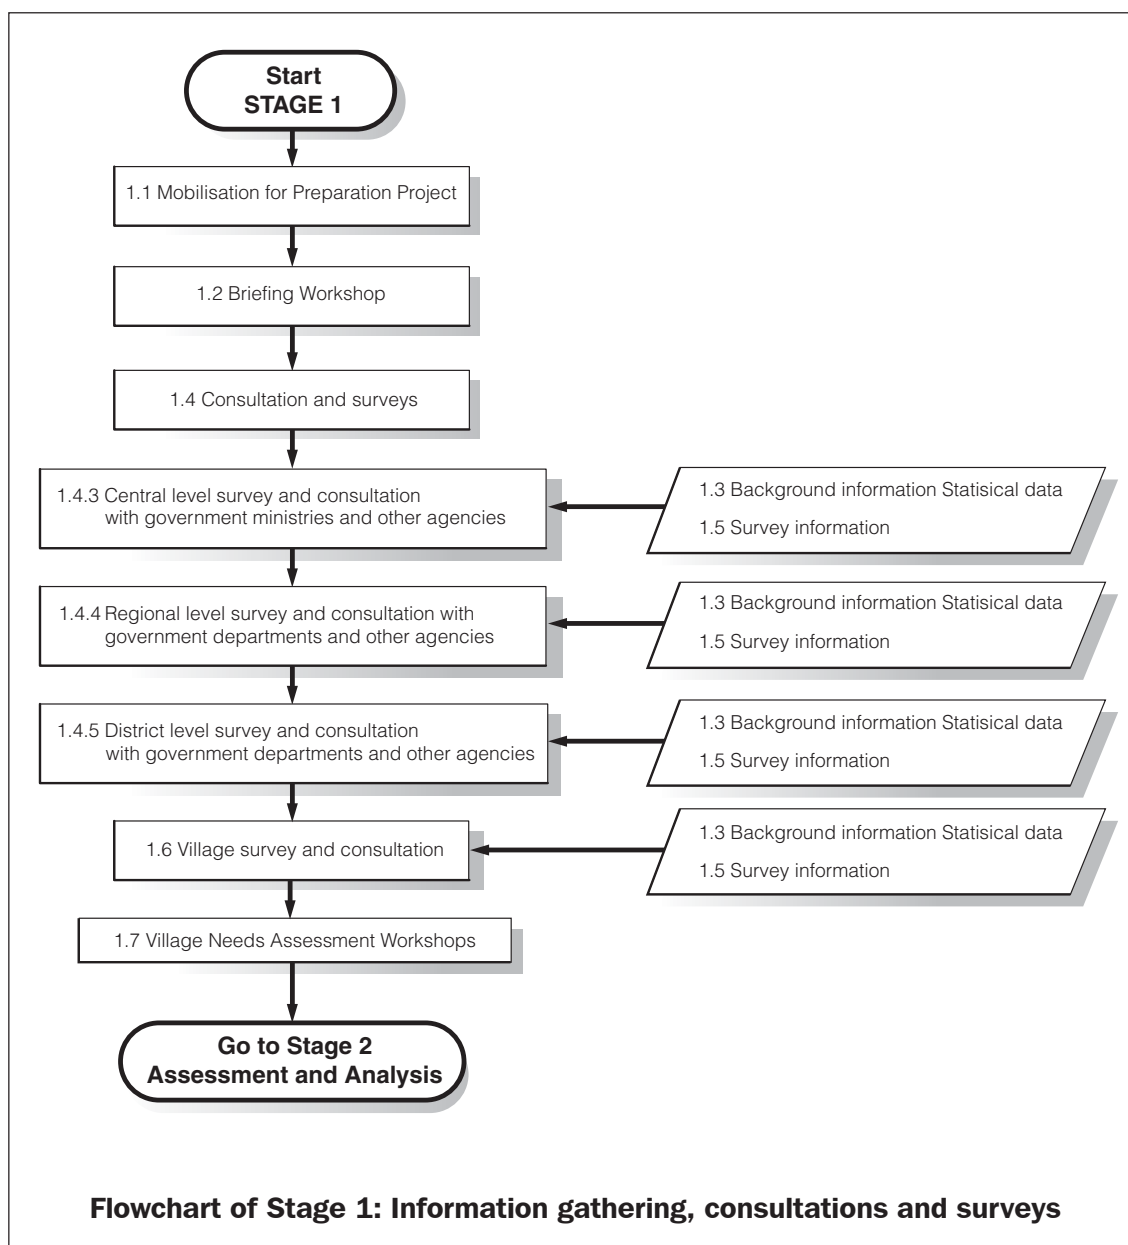 Start
STAGE 1
1.1 Mobilisation for Preparation Project
1.2 Briefing Workshop
1.4 Consultation and surveys
1.4.3 Central level survey and consultation
with government ministries and other agencies
1.3 Background information Statisical data
1.5 Survey information
1.4.4 Regional level survey and consultation with
government departments and other agencies
1.3 Background information Statisical data
1.5 Survey information
1.4.5 District level survey and consultation
with government departments and other agencies
1.3 Background information Statisical data
1.5 Survey information
1.6 Village survey and consultation
1.3 Background information Statisical data
1.5 Survey information
1.7 Village Needs Assessment Workshops
Go to Stage 2
Assessment and Analysis
Flowchart of Stage 1: Information gathering, consultations and surveys